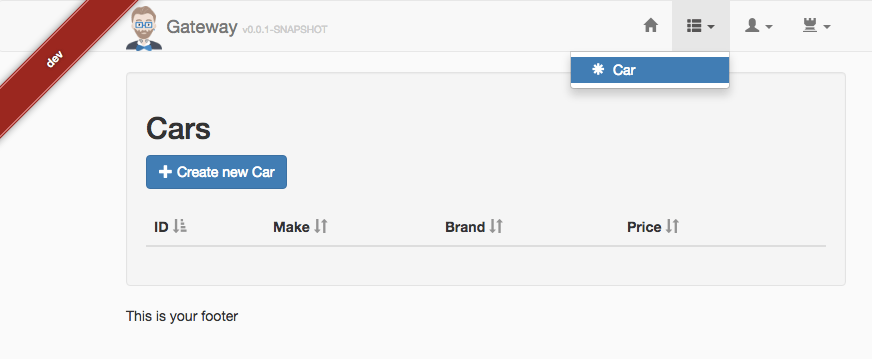 dev
Gateway v0.0.1-SNAPSHOT
Car
Cars
Create new Car
ID Make Brand Price
This is your footer